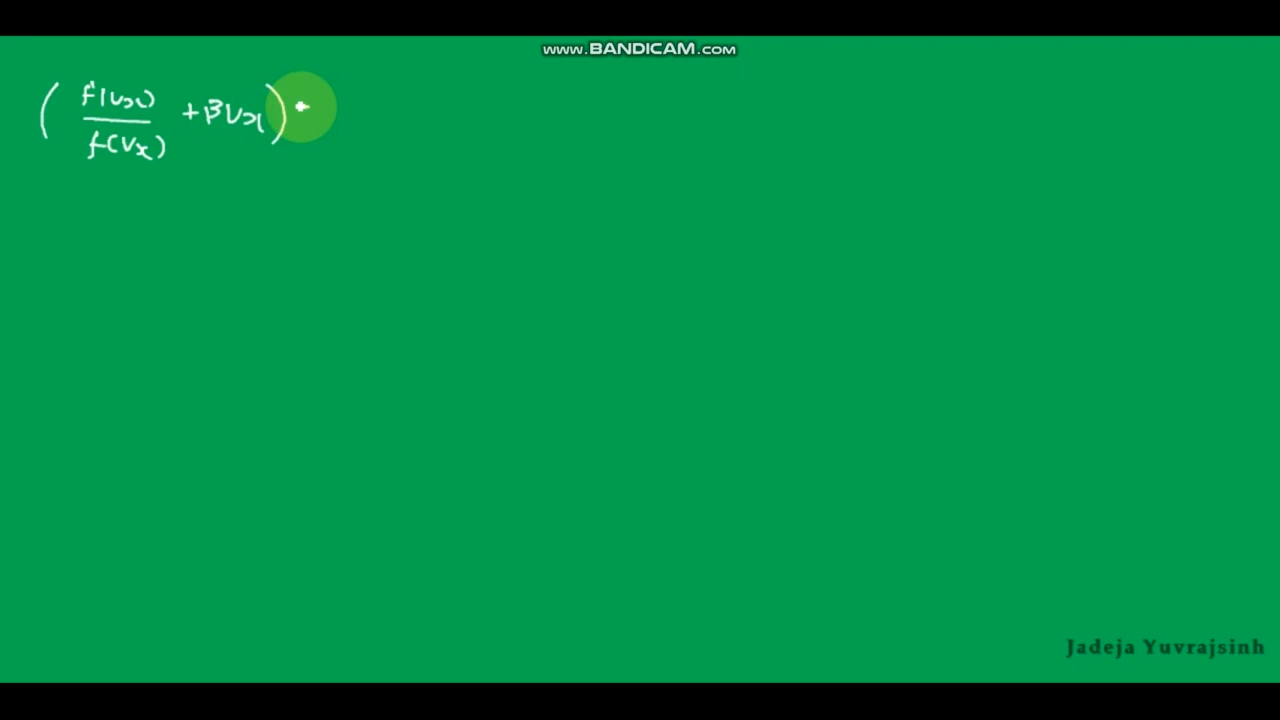 www.BANDICAM.com
( f'(vx) / f(vx) + βvx )
Jadeja Yuvrajsinh